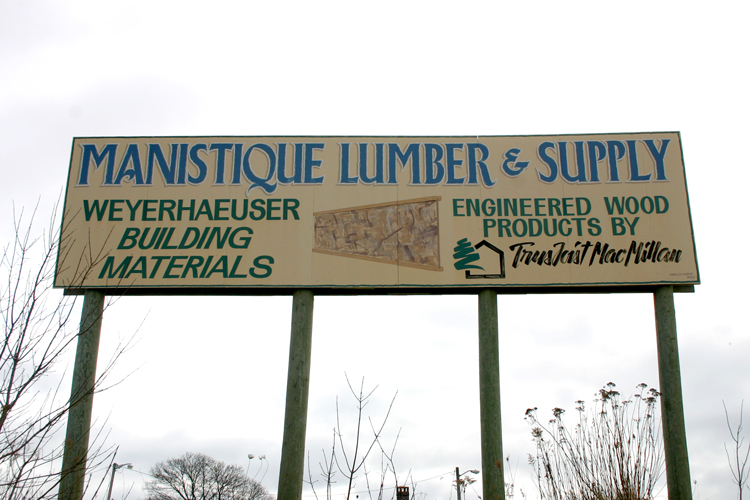 MANISTIQUE LUMBER & SUPPLY
WEYERHAEUSER
BUILDING
MATERIALS
ENGINEERED WOOD
PRODUCTS BY
TrusJoist MacMillan